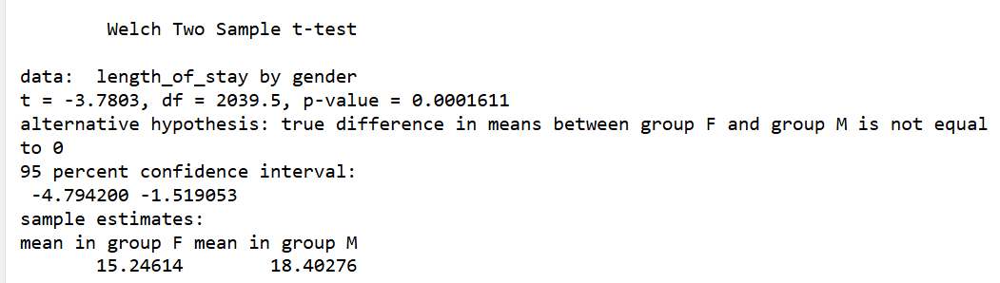 Welch Two Sample t-test
data:  length_of_stay by gender
t = -3.7803, df = 2039.5, p-value = 0.0001611
alternative hypothesis: true difference in means between group F and group M is not equal
to 0
95 percent confidence interval:
 -4.794200 -1.519053
sample estimates:
mean in group F mean in group M
       15.24614        18.40276